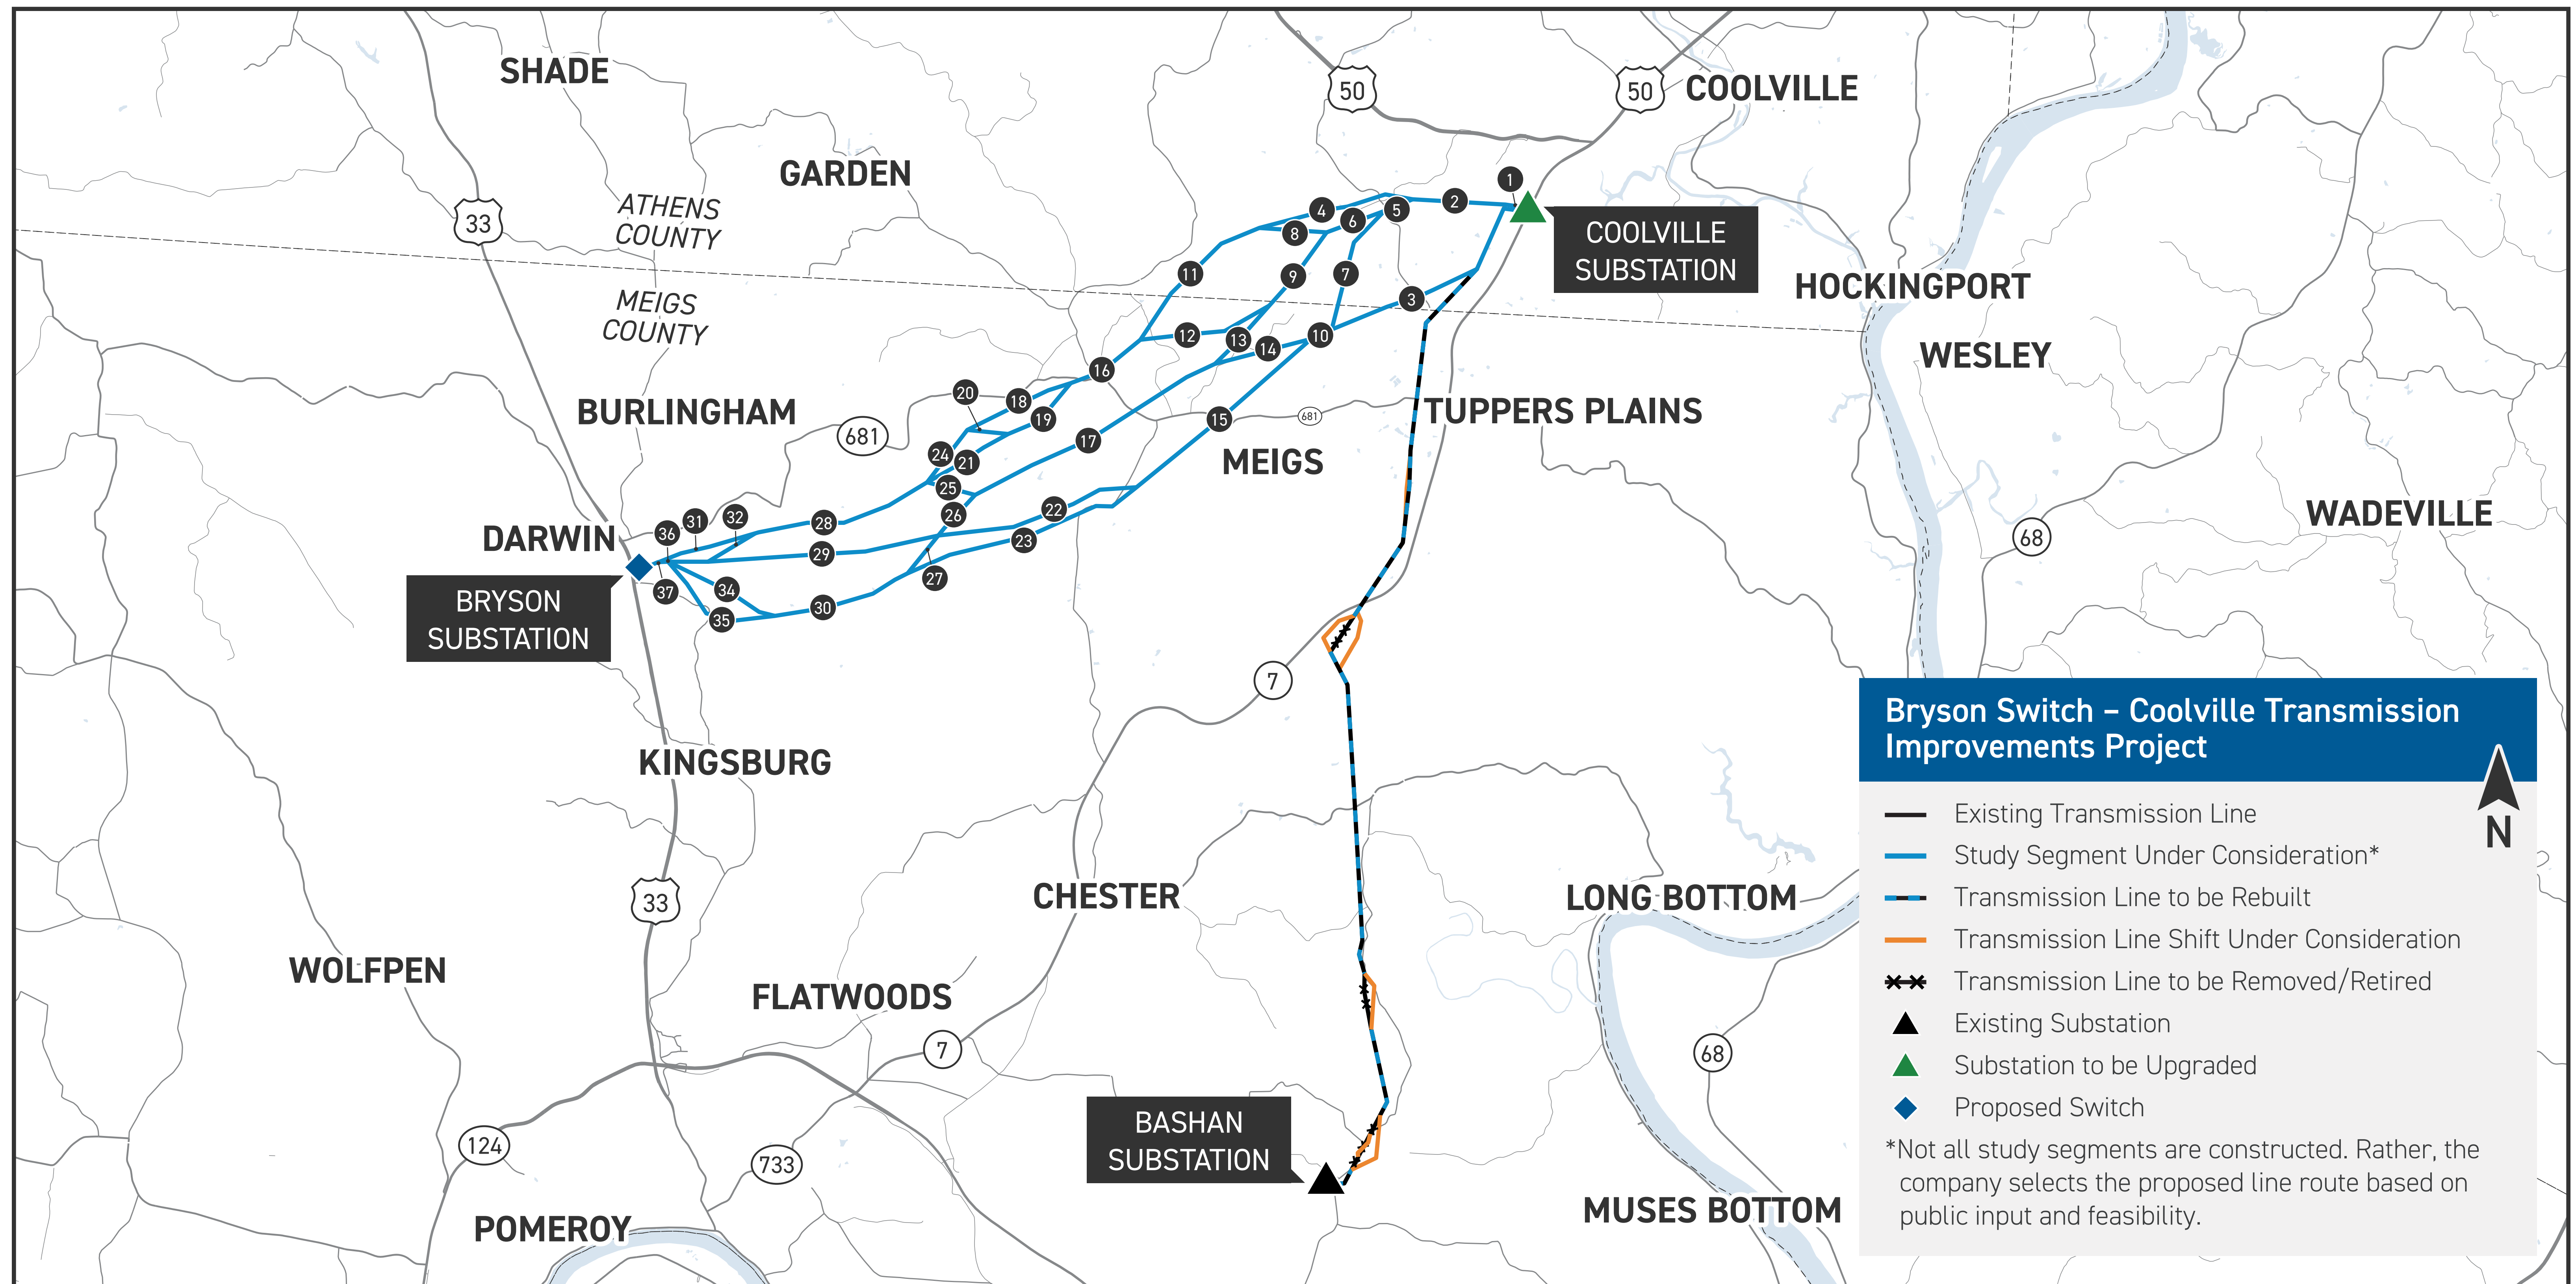 SHADE
50
50
COOLVILLE
GARDEN
1
ATHENS
COUNTY
33
4
5
2
6
8
COOLVILLE
SUBSTATION
11
9
7
3
HOCKINGPORT
MEIGS
COUNTY
12
13
14
10
WESLEY
16
20
18
19
BURLINGHAM
681
17
15
681
TUPPERS PLAINS
MEIGS
24
21
25
26
22
23
WADEVILLE
68
DARWIN
36
31
32
28
29
27
37
34
35
30
BRYSON
SUBSTATION
7
KINGSBURG
33
CHESTER
LONG BOTTOM
WOLFPEN
FLATWOODS
7
68
124
733
BASHAN
SUBSTATION
POMEROY
MUSES BOTTOM
Bryson Switch – Coolville Transmission
Improvements Project
N
Existing Transmission Line
Study Segment Under Consideration*
Transmission Line to be Rebuilt
Transmission Line Shift Under Consideration
Transmission Line to be Removed/Retired
Existing Substation
Substation to be Upgraded
Proposed Switch
*Not all study segments are constructed. Rather, the
company selects the proposed line route based on
public input and feasibility.